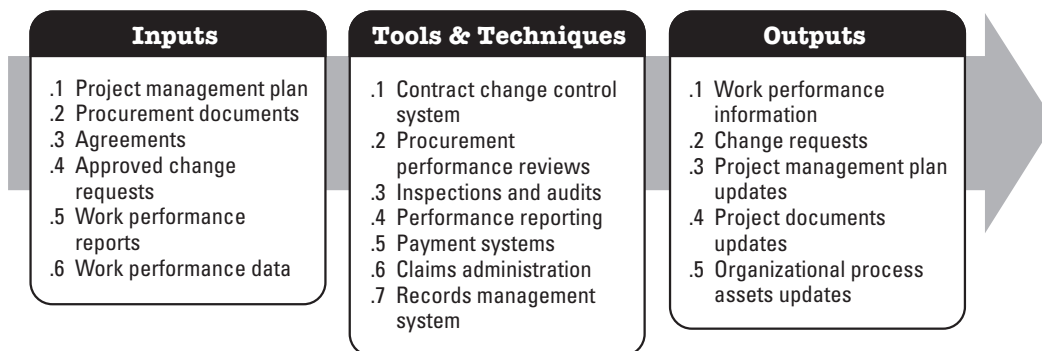 Inputs
.1 Project management plan
.2 Procurement documents
.3 Agreements
.4 Approved change
requests
.5 Work performance
reports
.6 Work performance data
Tools & Techniques
.1 Contract change control
system
.2 Procurement
performance reviews
.3 Inspections and audits
.4 Performance reporting
.5 Payment systems
.6 Claims administration
.7 Records management
system
Outputs
.1 Work performance
information
.2 Change requests
.3 Project management plan
updates
.4 Project documents
updates
.5 Organizational process
assets updates